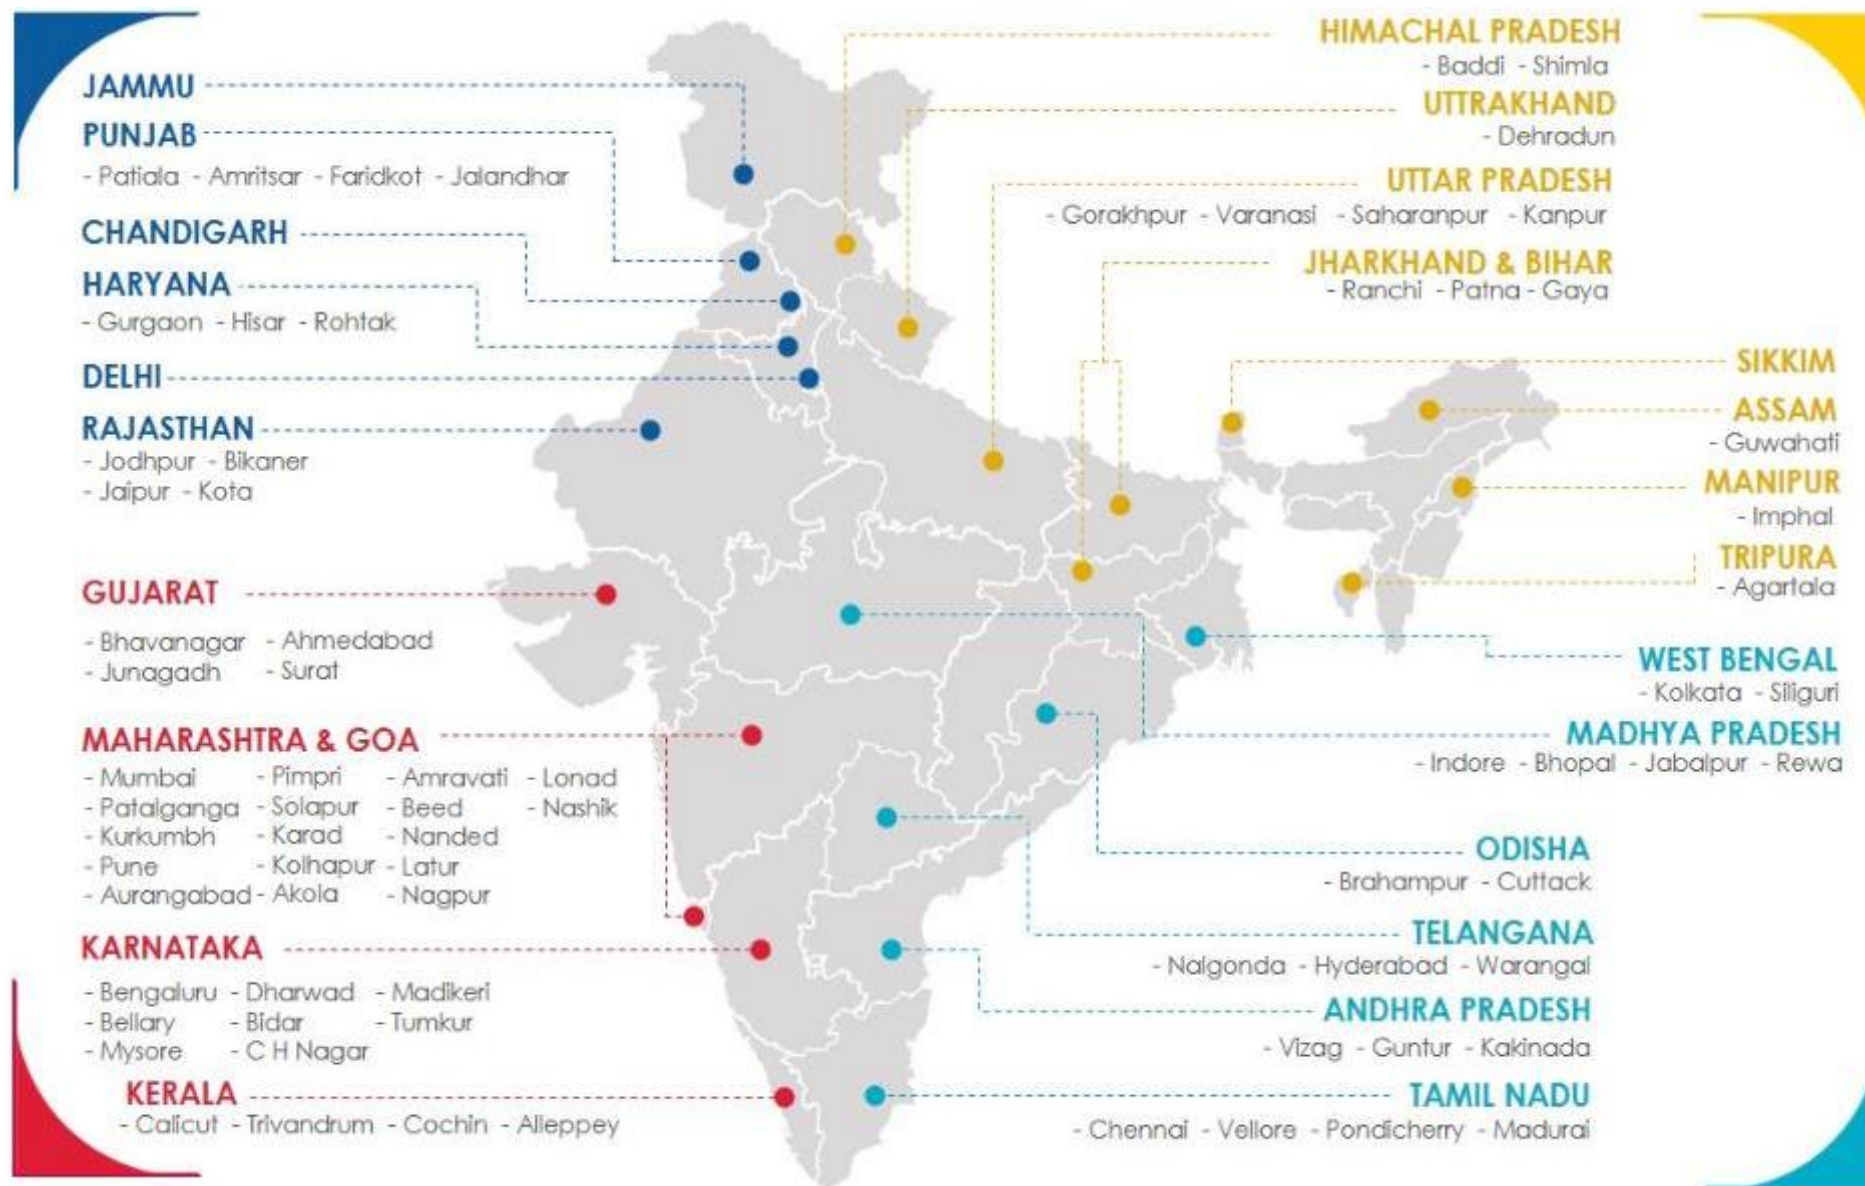 JAMMU
PUNJAB
- Patiala - Amritsar - Faridkot - Jalandhar
CHANDIGARH
HARYANA
- Gurgaon - Hisar - Rohtak
DELHI
RAJASTHAN
- Jodhpur - Bikaner
- Jaipur - Kota
GUJARAT
- Bhavanagar - Ahmedabad
- Junagadh - Surat
MAHARASHTRA & GOA
- Mumbai - Pimpri - Amravati - Lonad
- Patalganga - Solapur - Beed - Nashik
- Kurkumbh - Karad - Nanded
- Pune - Kolhapur - Latur
- Aurangabad - Akola - Nagpur
KARNATAKA
- Bengaluru - Dharwad - Madikeri
- Bellary - Bidar - Tumkur
- Mysore - C H Nagar
KERALA
- Calicut - Trivandrum - Cochin - Alleppey
HIMACHAL PRADESH
- Baddi - Shimla
UTTRAKHAND
- Dehradun
UTTAR PRADESH
- Gorakhpur - Varanasi - Saharanpur - Kanpur
JHARKHAND & BIHAR
- Ranchi - Patna - Gaya
SIKKIM
ASSAM
- Guwahati
MANIPUR
- Imphal
TRIPURA
- Agartala
WEST BENGAL
- Kolkata - Siliguri
MADHYA PRADESH
- Indore - Bhopal - Jabalpur - Rewa
ODISHA
- Brahampur - Cuttack
TELANGANA
- Nalgonda - Hyderabad - Warangal
ANDHRA PRADESH
- Vizag - Guntur - Kakinada
TAMIL NADU
- Chennai - Vellore - Pondicherry - Madurai